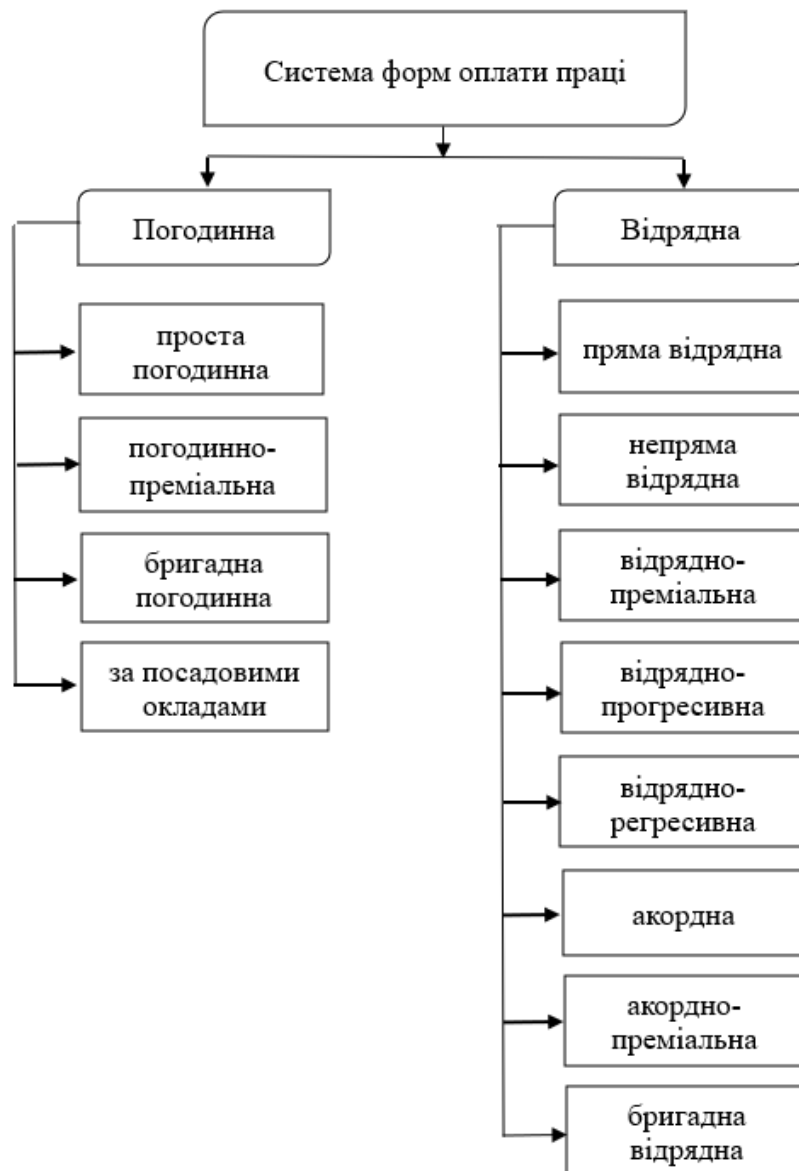 Система форм оплати праці
Погодинна
проста
погодинна
погодинно-
преміальна
бригадна
погодинна
за посадовими
окладами
Відрядна
пряма відрядна
непряма
відрядна
відрядно-
преміальна
відрядно-
прогресивна
відрядно-
регресивна
акордна
акордно-
преміальна
бригадна
відрядна